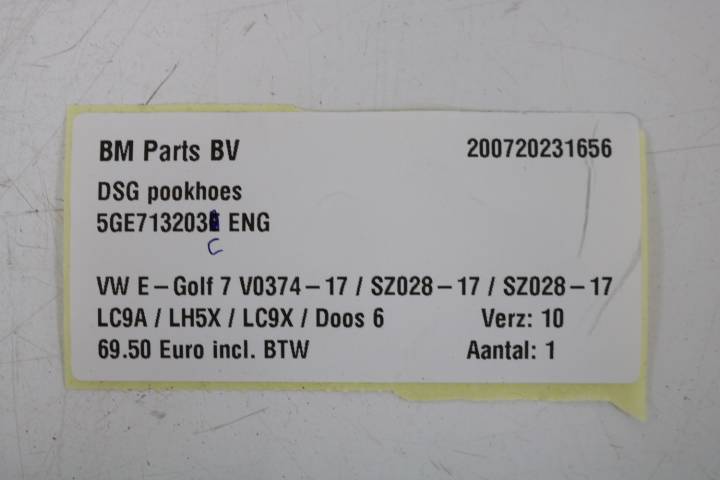 BM Parts BV 200720231656
DSG pookhoes
5GE713203 ENG
C
VW E-Golf 7 V0374-17 / SZ028-17 / SZ028-17
LC9A / LH5X / LC9X / Doos 6 Verz: 10
69.50 Euro incl. BTW Aantal: 1